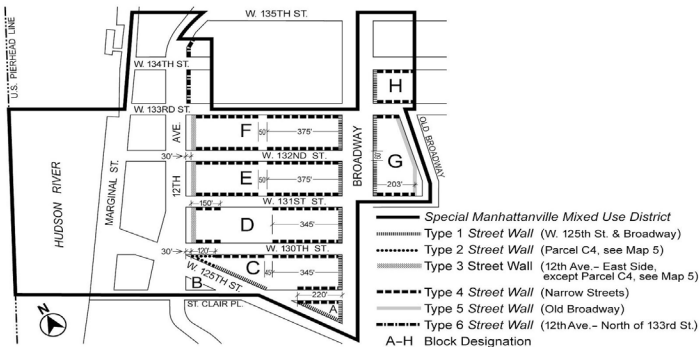 W. 135TH ST.
U.S. PIERHEAD LINE
W. 134TH ST.
H
W. 133RD ST.
AVE.
F
50'
375'
OLD BROADWAY
30'
W. 132ND ST.
BROADWAY
HUDSON RIVER
MARGINAL ST.
12TH
E
50'
375'
G
203'
150'
W. 131ST ST.
D
345'
30'
120'
W. 130TH ST.
C
45'
345'
W. 125TH ST.
B
220'
A
ST. CLAIR PL.
N
Special Manhattanville Mixed Use District
Type 1 Street Wall (W. 125th St. & Broadway)
Type 2 Street Wall (Parcel C4, see Map 5)
Type 3 Street Wall (12th Ave.– East Side,
except Parcel C4, see Map 5)
Type 4 Street Wall (Narrow Streets)
Type 5 Street Wall (Old Broadway)
Type 6 Street Wall (12th Ave.– North of 133rd St.)
A–H Block Designation